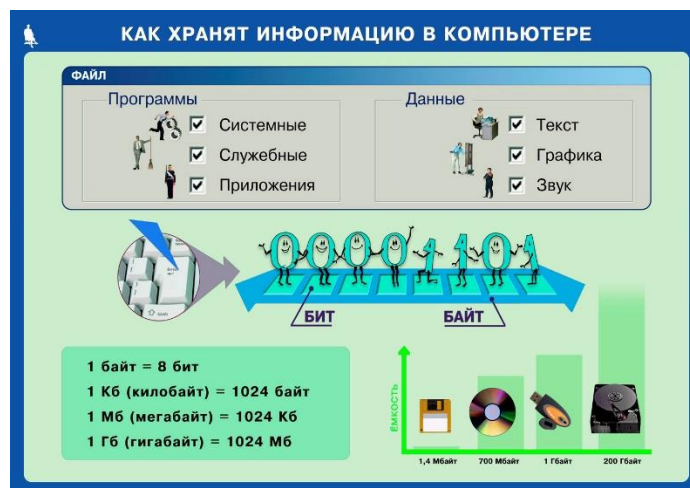 КАК ХРАНЯТ ИНФОРМАЦИЮ В КОМПЬЮТЕРЕ
ФАЙЛ
Программы
Системные
Служебные
Приложения
Данные
Текст
Графика
Звук
00001101
БИТ
БАЙТ
1 байт = 8 бит
1 Кб (килобайт) = 1024 байт
1 Мб (мегабайт) = 1024 Кб
1 Гб (гигабайт) = 1024 Мб
ЁМКОСТЬ
1,4 Мбайт
700 Мбайт
1 Гбайт
200 Гбайт